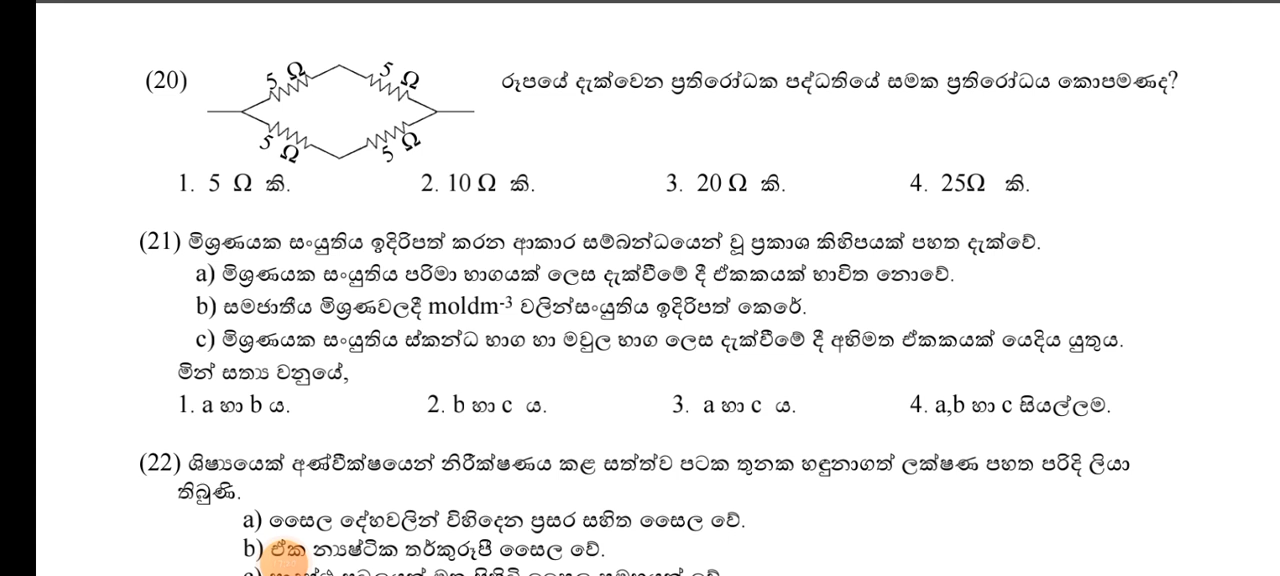 (20)
5 Ω 5 Ω රූපයේ දැක්වෙන ප්‍රතිරෝධක පද්ධතියේ සමක ප්‍රතිරෝධය කොපමණද?
5 Ω 5 Ω
1. 5 Ω කි. 2. 10 Ω කි. 3. 20 Ω කි. 4. 25Ω කි.
(21) මිශ්‍රණයක සංයුතිය ඉදිරිපත් කරන ආකාර සම්බන්ධයෙන් වූ ප්‍රකාශ කිහිපයක් පහත දැක්වේ.
a) මිශ්‍රණයක සංයුතිය පරිමා භාගයක් ලෙස දැක්වීමේ දී ඒකකයක් භාවිත නොවේ.
b) සමජාතීය මිශ්‍රණවලදී moldm-3 වලින්සංයුතිය ඉදිරිපත් කෙරේ.
c) මිශ්‍රණයක සංයුතිය ස්කන්ධ භාග හා මවුල භාග ලෙස දැක්වීමේ දී අභිමත ඒකකයක් යෙදිය යුතුය.
මින් සත්‍ය වනුයේ,
1. a හා b ය. 2. b හා c ය. 3. a හා c ය. 4. a,b හා c සියල්ලම.
(22) ශිෂ්‍යයෙක් අණ්වීක්ෂයෙන් නිරීක්ෂණය කළ සත්ත්ව පටක තුනක හඳුනාගත් ලක්ෂණ පහත පරිදි ලියා
තිබුණි.
a) සෛල දේහවලින් විහිදෙන ප්‍රසර සහිත සෛල වේ.
b) ඒක න්‍යෂ්ටික තර්කුරූපී සෛල වේ.